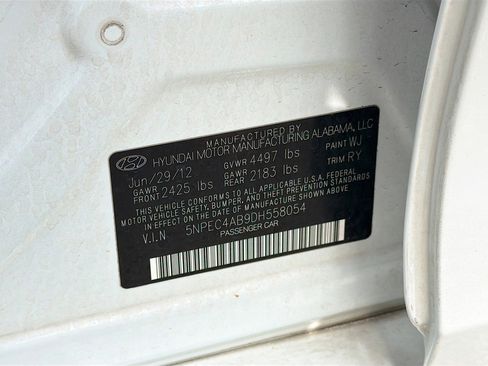 MANUFACTURED BY
HYUNDAI MOTOR MANUFACTURING ALABAMA, LLC
Jun/29/12 GVWR 4497 lbs PAINT WJ
GAWR FRONT 2425 lbs GAWR REAR 2183 lbs TRIM RY
THIS VEHICLE CONFORMS TO ALL APPLICABLE U.S.A. FEDERAL
MOTOR VEHICLE SAFETY, BUMPER, AND THEFT PREVENTION
STANDARDS IN EFFECT ON THE DATE OF MANUFACTURE SHOWN ABOVE.
V.I.N 5NPEC4AB9DH558054
PASSENGER CAR